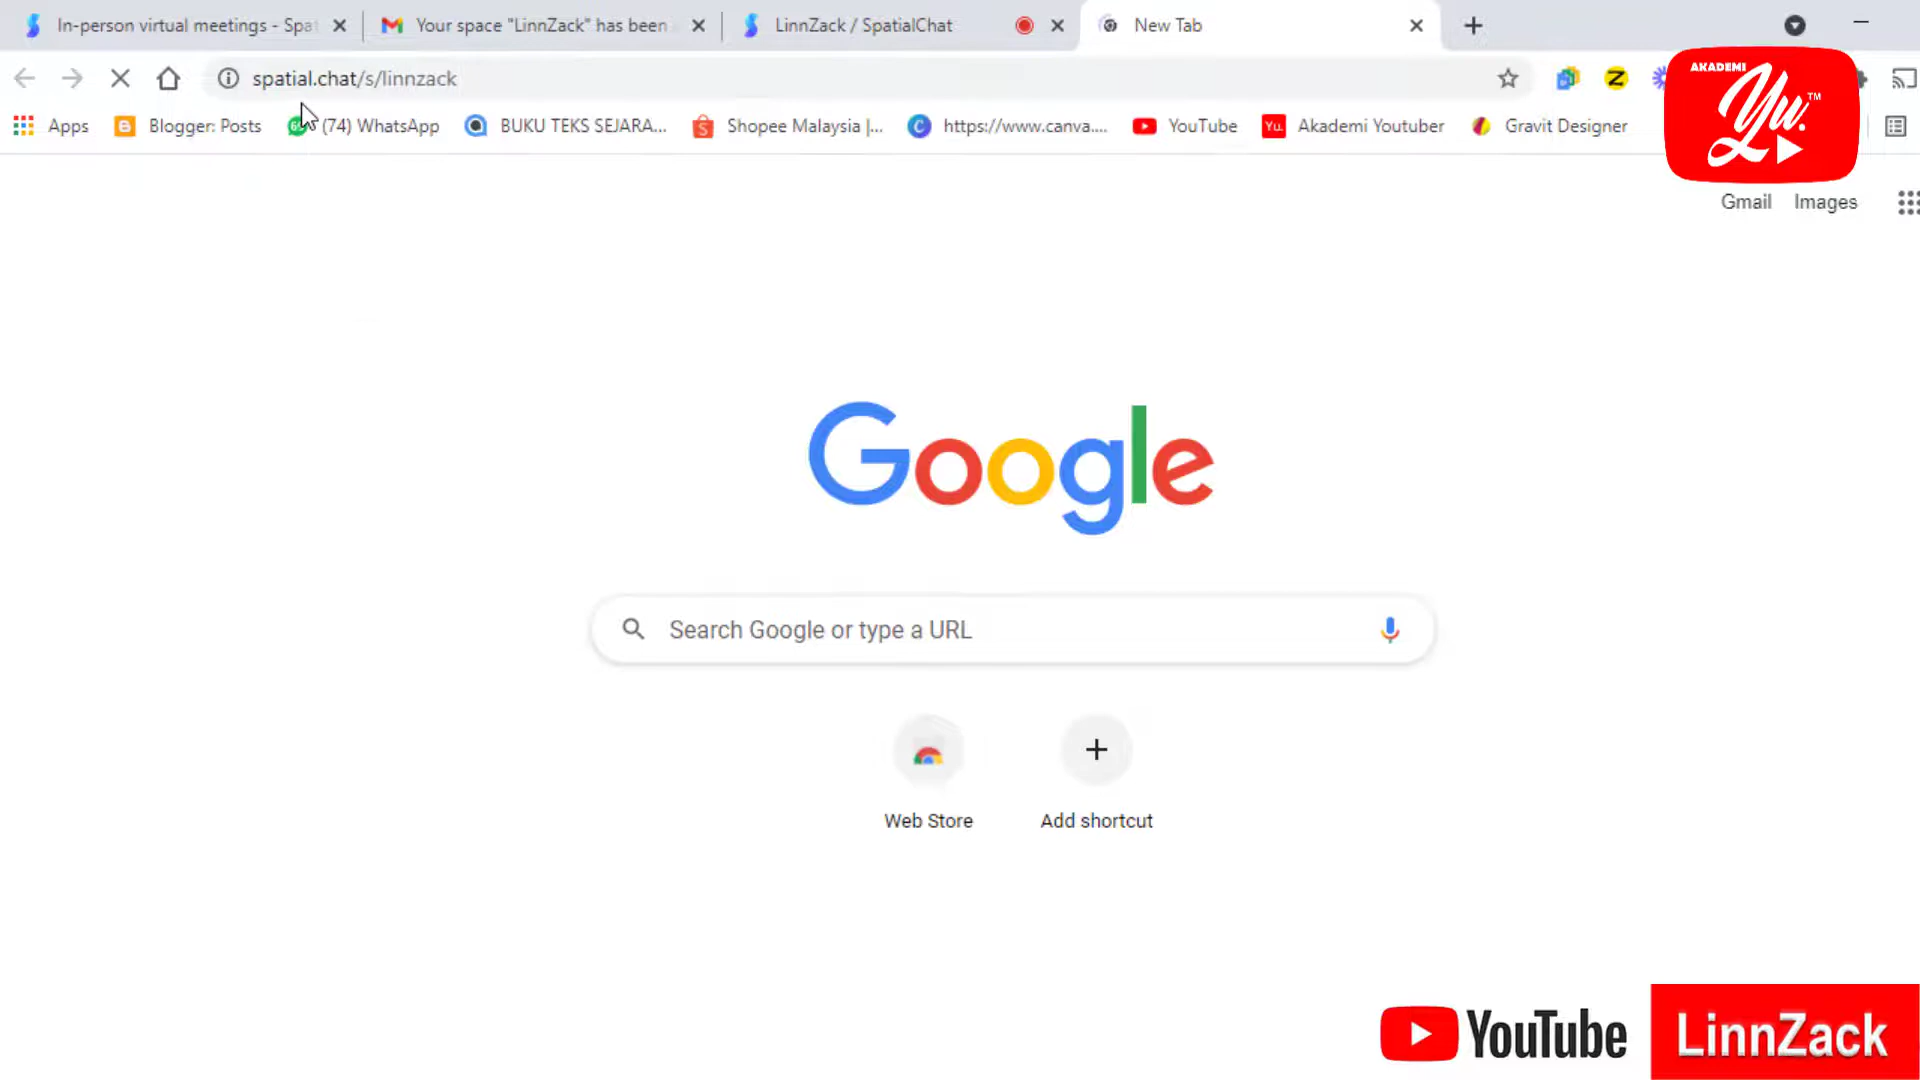 In-person virtual meetings - Spat
Your space "LinnZack" has been
LinnZack / SpatialChat
New Tab
spatial.chat/s/linnzack
Apps
Blogger: Posts
(74) WhatsApp
BUKU TEKS SEJARA...
Shopee Malaysia |...
https://www.canva....
YouTube
Akademi Youtuber
Gravit Designer
AKADEMI
Yu.™
Gmail
Images
Google
Search Google or type a URL
Web Store
Add shortcut
YouTube
LinnZack